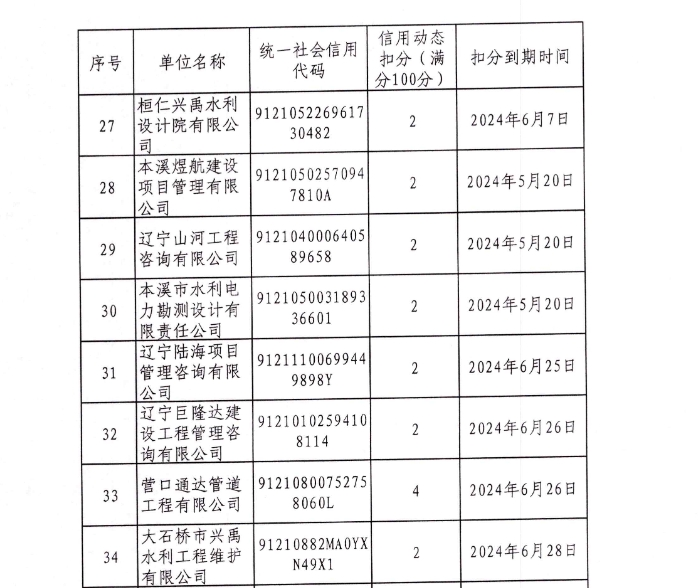 序号
单位名称
统一社会信用
代码
信用动态
扣分（满
分100分）
扣分到期时间
27
桓仁兴禹水利
设计院有限公
司
9121052269617
30482
2
2024年6月7日
28
本溪煜航建设
项目管理有限
公司
9121050257094
7810A
2
2024年5月20日
29
辽宁山河工程
咨询有限公司
9121040006405
89658
2
2024年5月20日
30
本溪市水利电
力勘测设计有
限责任公司
9121050031893
36601
2
2024年5月20日
31
辽宁陆海项目
管理咨询有限
公司
9121110069944
9898Y
2
2024年6月25日
32
辽宁巨隆达建
设工程管理咨
询有限公司
9121010259410
8114
2
2024年6月26日
33
营口通达管道
工程有限公司
9121080075275
8060L
4
2024年6月26日
34
大石桥市兴禹
水利工程维护
有限公司
91210882MA0YX
N49X1
2
2024年6月28日